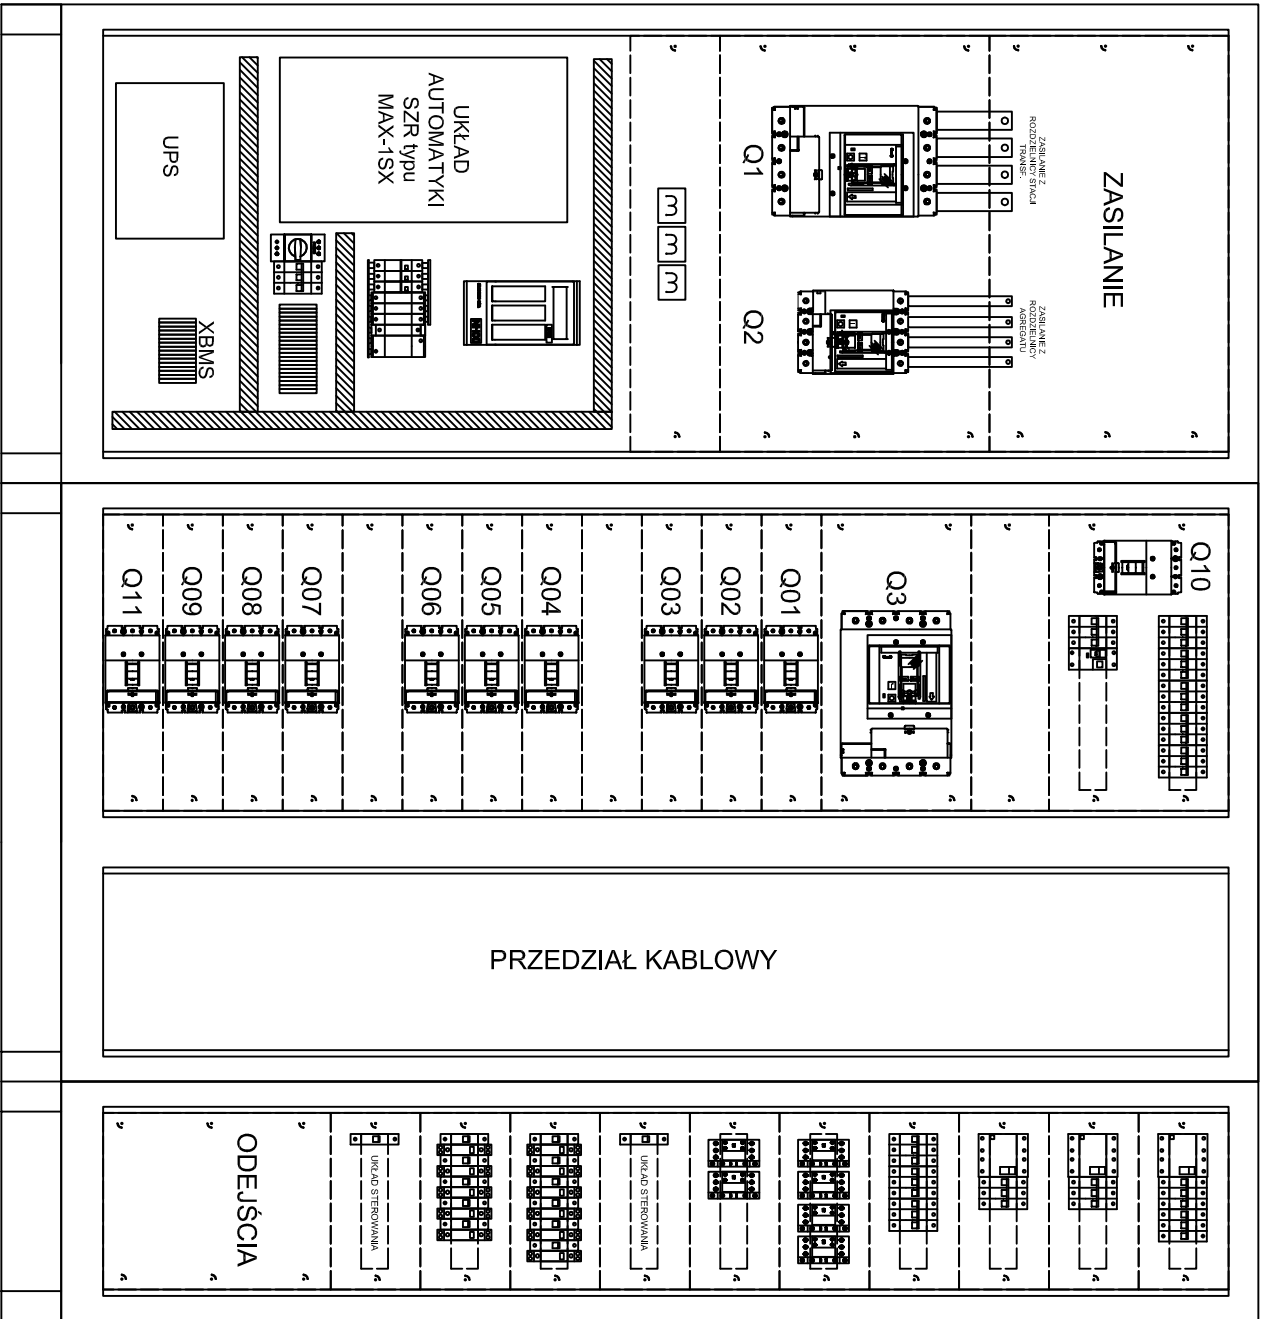 UKŁAD
AUTOMATYKI
SZR typu
MAX-1SX
UPS
XBMS
Q1
Q2
ZASILANIE Z
ROZDZIELNICY STACJI
TRANSF.
ZASILANIE Z
ROZDZIELNICY
AGREGATU
ZASILANIE
Q11
Q09
Q08
Q07
Q06
Q05
Q04
Q03
Q02
Q01
Q3
Q10
PRZEDZIAŁ KABLOWY
ODEJŚCIA
UKŁAD STEROWANIA
UKŁAD STEROWANIA